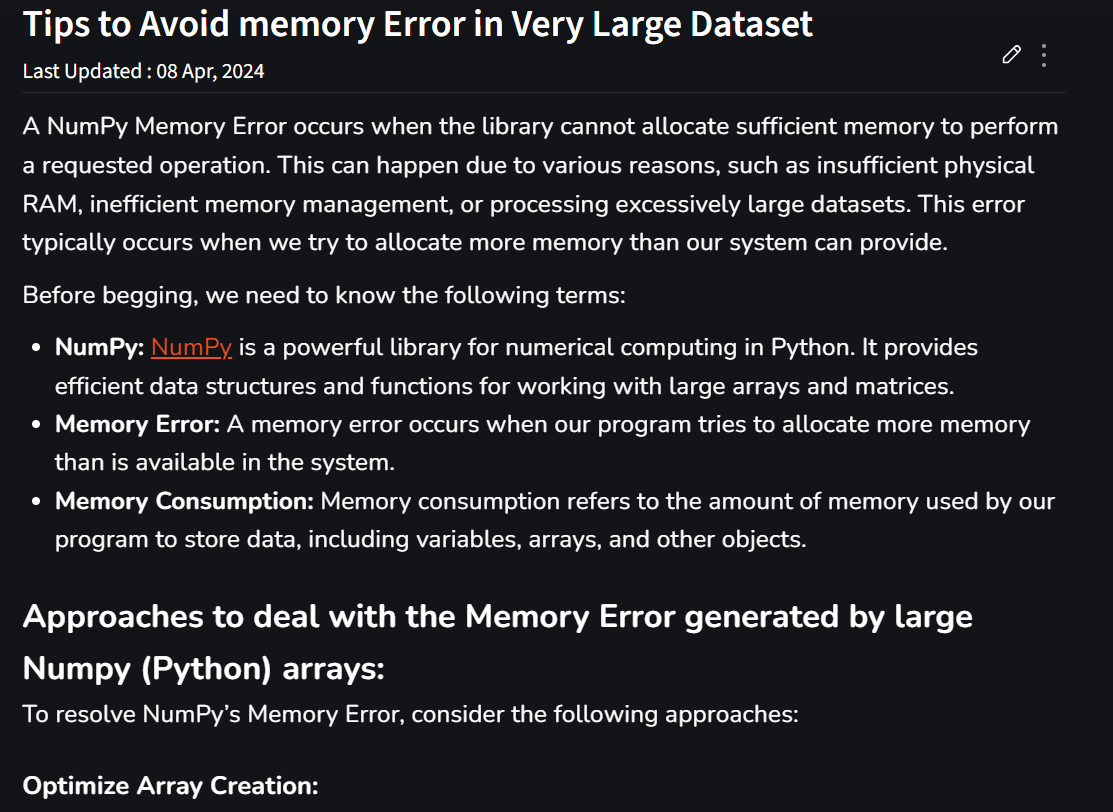 Tips to Avoid memory Error in Very Large Dataset
Last Updated : 08 Apr, 2024
A NumPy Memory Error occurs when the library cannot allocate sufficient memory to perform
a requested operation. This can happen due to various reasons, such as insufficient physical
RAM, inefficient memory management, or processing excessively large datasets. This error
typically occurs when we try to allocate more memory than our system can provide.
Before begging, we need to know the following terms:
• NumPy: NumPy is a powerful library for numerical computing in Python. It provides
efficient data structures and functions for working with large arrays and matrices.
• Memory Error: A memory error occurs when our program tries to allocate more memory
than is available in the system.
• Memory Consumption: Memory consumption refers to the amount of memory used by our
program to store data, including variables, arrays, and other objects.
Approaches to deal with the Memory Error generated by large
Numpy (Python) arrays:
To resolve NumPy’s Memory Error, consider the following approaches:
Optimize Array Creation: